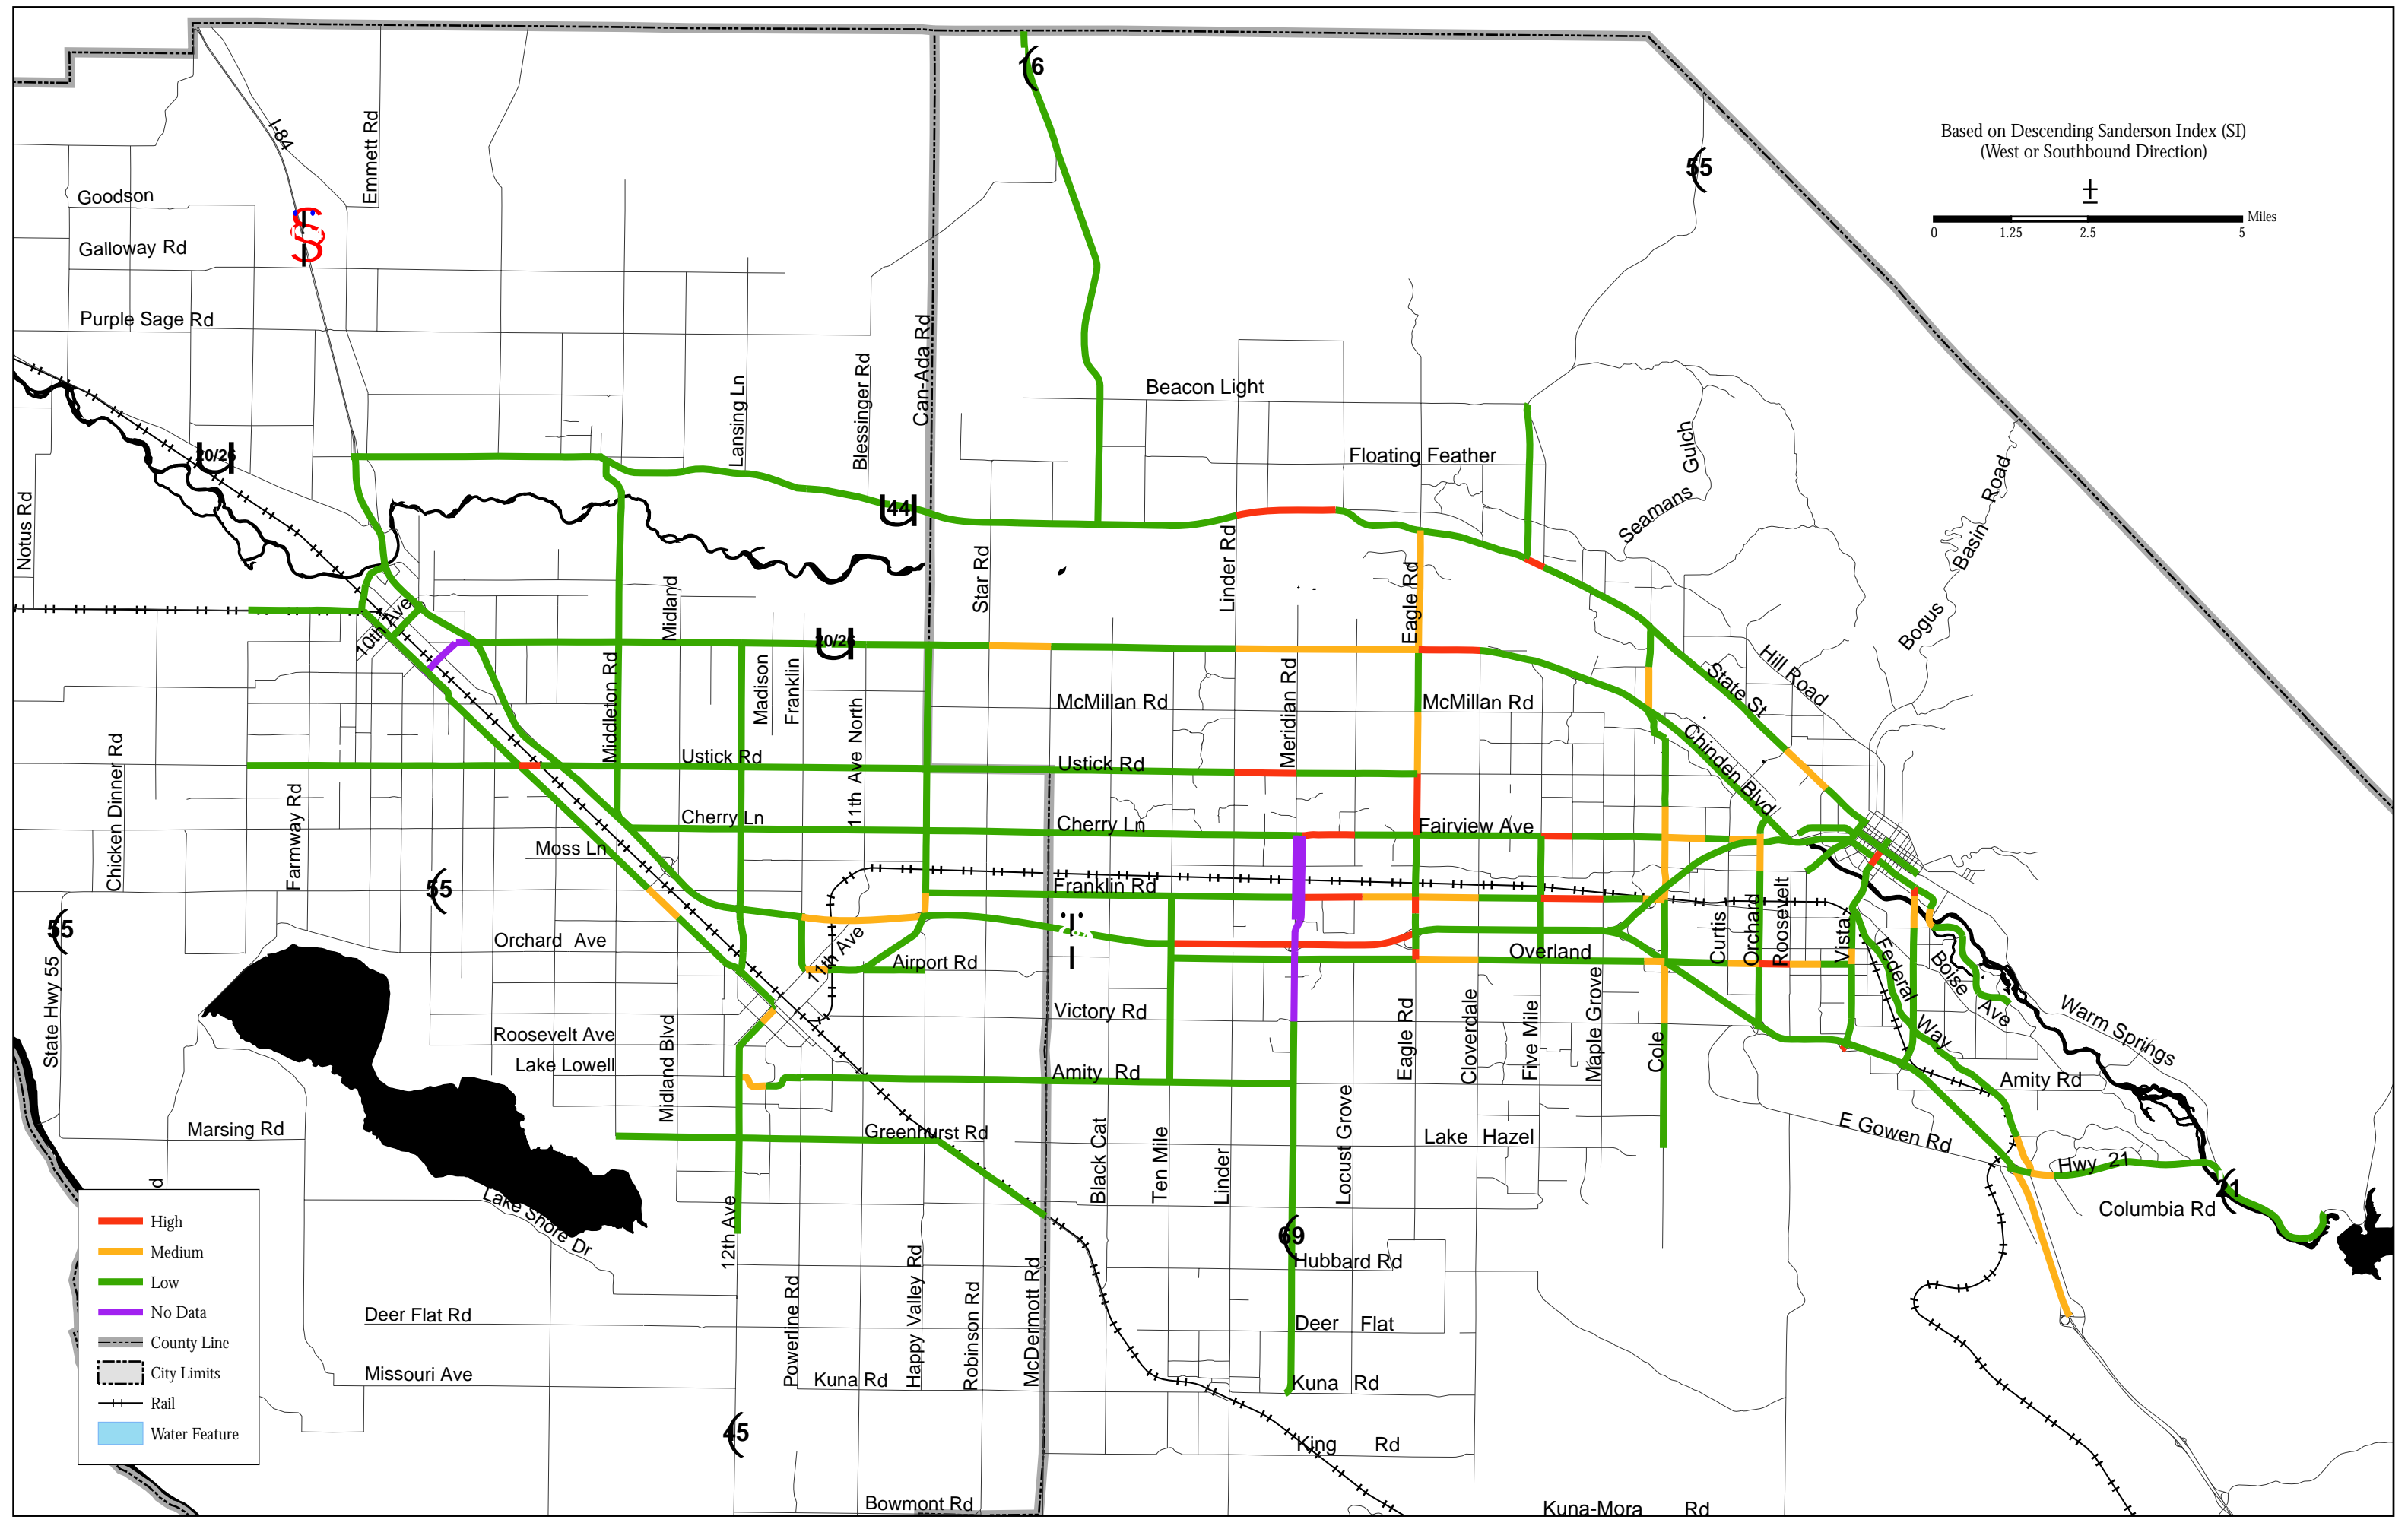 16
55
Based on Descending Sanderson Index (SI)
(West or Southbound Direction)
±
Miles
0 1.25 2.5 5
I-84
Emmett Rd
Goodson
Galloway Rd
Purple Sage Rd
Can-Ada Rd
Lansing Ln
Blessinger Rd
Beacon Light
Floating Feather
Seamans
Gulch
Bogus
Basin
Road
20/26
44
Notus Rd
Star Rd
Linder Rd
Eagle Rd
10th Ave
Midland
20/26
Middleton Rd
Madison
Franklin
11th Ave North
McMillan Rd
Meridian Rd
McMillan Rd
State St
Hill Road
Chinden Blvd
Chicken Dinner Rd
Ustick Rd
Ustick Rd
Farmway Rd
Cherry Ln
Cherry Ln
Fairview Ave
Moss Ln
55
Franklin Rd
55
State Hwy 55
Orchard Ave
11th Ave
Airport Rd
Overland
Curtis
Orchard
Roosevelt
Vista
Federal
Way
Boise
Ave
Warm Springs
Victory Rd
Roosevelt Ave
Lake Lowell
Midland Blvd
Eagle Rd
Cloverdale
Five Mile
Maple Grove
Cole
Amity Rd
Amity Rd
Marsing Rd
Greenhurst Rd
Black Cat
Ten Mile
Linder
Locust Grove
Lake Hazel
E Gowen Rd
Hwy 21
21
Columbia Rd
Lake Shore Dr
12th Ave
69
Hubbard Rd
Powerline Rd
Happy Valley Rd
Robinson Rd
McDermott Rd
Deer Flat Rd
Deer Flat
Missouri Ave
Kuna Rd
Kuna Rd
45
King Rd
Bowmont Rd
Kuna-Mora Rd
d
High
Medium
Low
No Data
County Line
City Limits
Rail
Water Feature